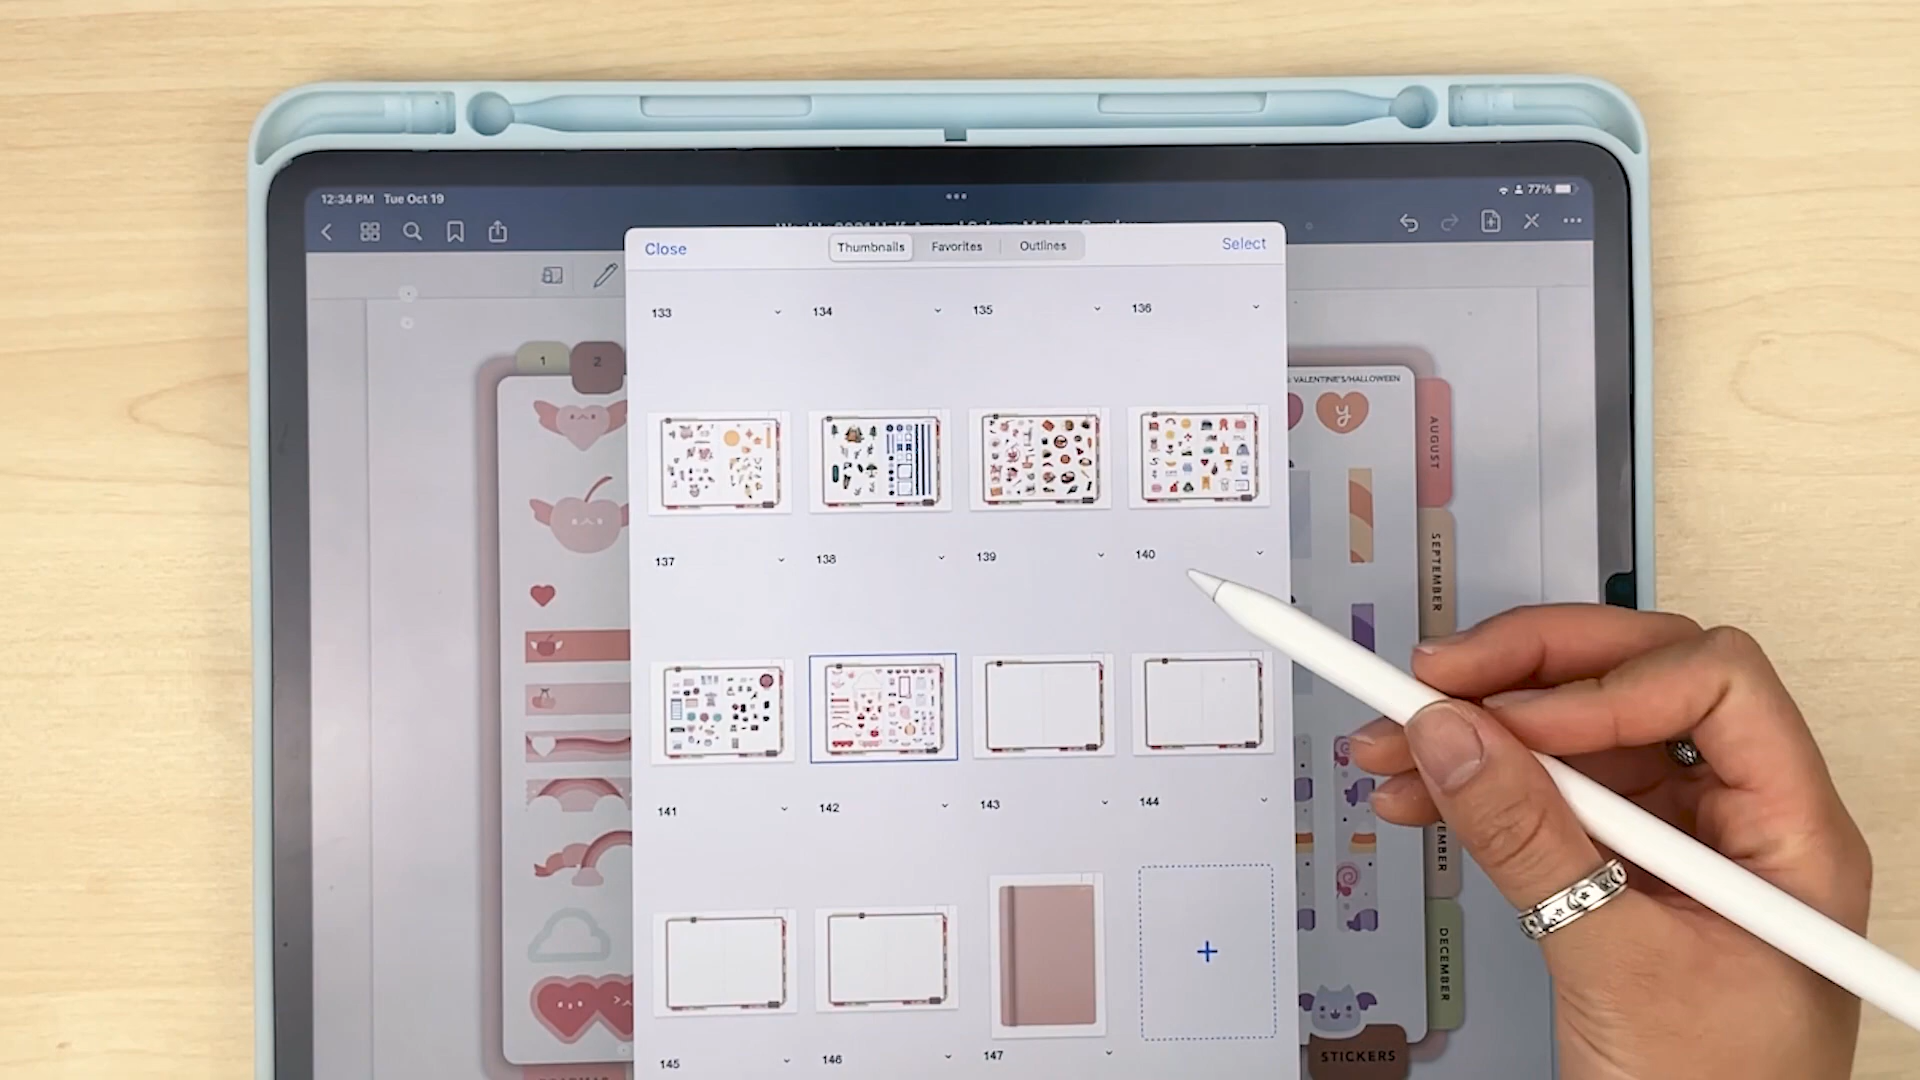 12:34 PM Tue Oct 19
77%
Close
Thumbnails
Favorites
Outlines
Select
133
134
135
136
1
2
VALENTINE'S/HALLOWEEN
y
AUGUST
SEPTEMBER
137
138
139
140
141
142
143
144
DECEMBER
145
146
147
STICKERS